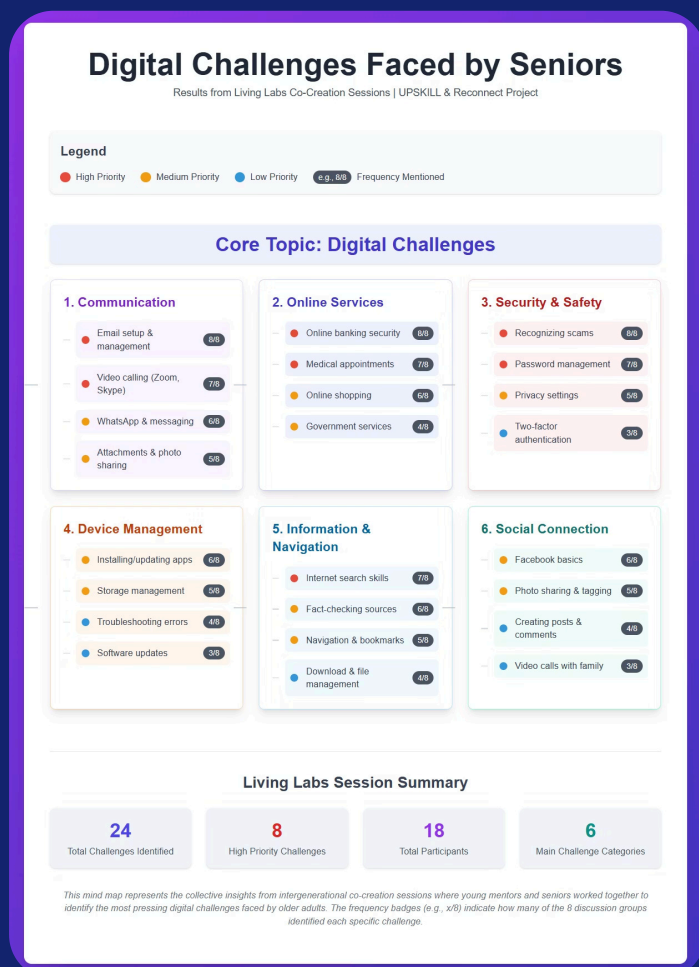 Digital Challenges Faced by Seniors
Results from Living Labs Co-Creation Sessions | UPSKILL & Reconnect Project
Legend
High Priority
Medium Priority
Low Priority
e.g., 8/8 Frequency Mentioned
Core Topic: Digital Challenges
1. Communication
Email setup &
management
8/8
Video calling (Zoom,
Skype)
7/8
WhatsApp & messaging 6/8
Attachments & photo
sharing
5/8
2. Online Services
Online banking security 8/8
Medical appointments 7/8
Online shopping 6/8
Government services 4/8
3. Security & Safety
Recognizing scams 8/8
Password management 7/8
Privacy settings 5/8
Two-factor
authentication
3/8
4. Device Management
Installing/updating apps 6/8
Storage management 5/8
Troubleshooting errors 4/8
Software updates 3/8
5. Information &
Navigation
Internet search skills 7/8
Fact-checking sources 6/8
Navigation & bookmarks 5/8
Download & file
management
4/8
6. Social Connection
Facebook basics 6/8
Photo sharing & tagging 5/8
Creating posts &
comments
4/8
Video calls with family 3/8
Living Labs Session Summary
24
Total Challenges Identified
8
High Priority Challenges
18
Total Participants
6
Main Challenge Categories
This mind map represents the collective insights from intergenerational co-creation sessions where young mentors and seniors worked together to
identify the most pressing digital challenges faced by older adults. The frequency badges (e.g., x/8) indicate how many of the 8 discussion groups
identified each specific challenge.